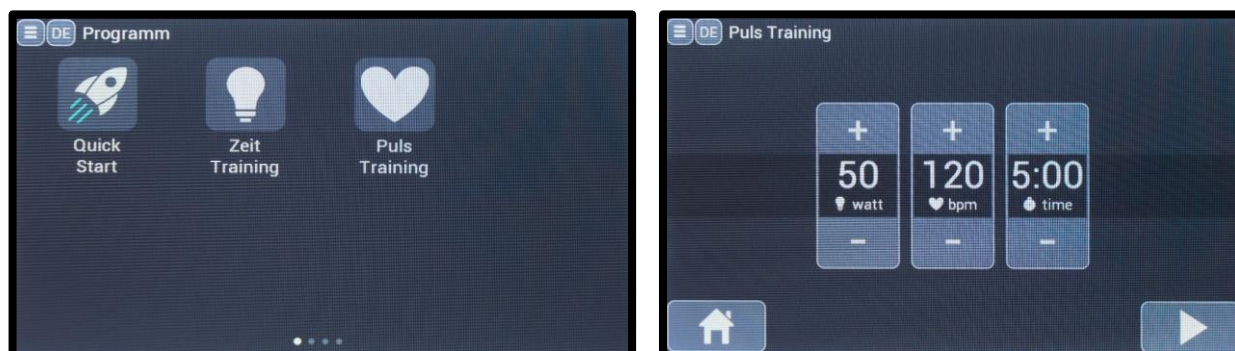 DE Programm
Quick
Start
Zeit
Training
Puls
Training
DE Puls Training
+ + +
50 120 5:00
watt bpm time
- - -